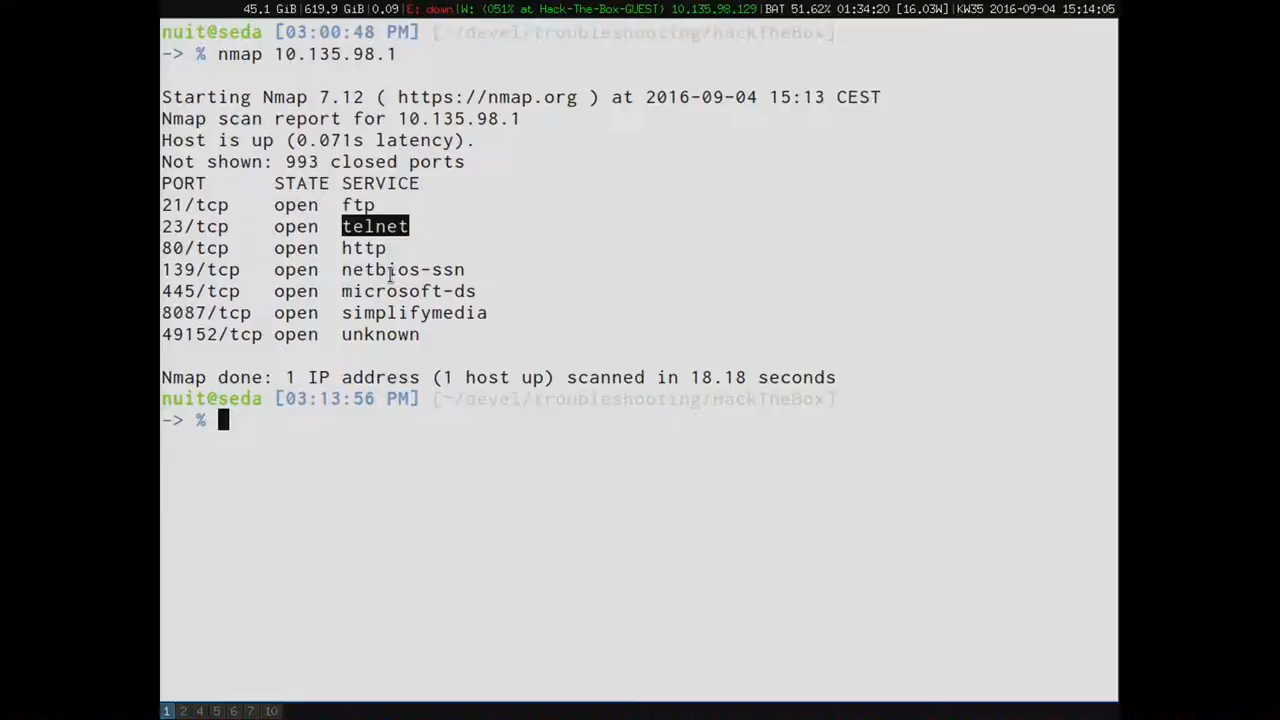 45.1 GiB|619.9 GiB|0.09|E: down|W: (051% at Hack-The-Box-GUEST) 10.135.98.129|BAT 51.62% 01:34:20 [16.03W]|KW35 2016-09-04 15:14:05
nuit@seda [03:00:48 PM] [~/devel/troubleshooting/HackTheBox]
-> % nmap 10.135.98.1
Starting Nmap 7.12 ( https://nmap.org ) at 2016-09-04 15:13 CEST
Nmap scan report for 10.135.98.1
Host is up (0.071s latency).
Not shown: 993 closed ports
PORT      STATE SERVICE
21/tcp    open  ftp
23/tcp    open  telnet
80/tcp    open  http
139/tcp   open  netbios-ssn
445/tcp   open  microsoft-ds
8087/tcp  open  simplifymedia
49152/tcp open  unknown
Nmap done: 1 IP address (1 host up) scanned in 18.18 seconds
nuit@seda [03:13:56 PM] [~/devel/troubleshooting/HackTheBox]
-> %
1 2 4 5 6 7 10